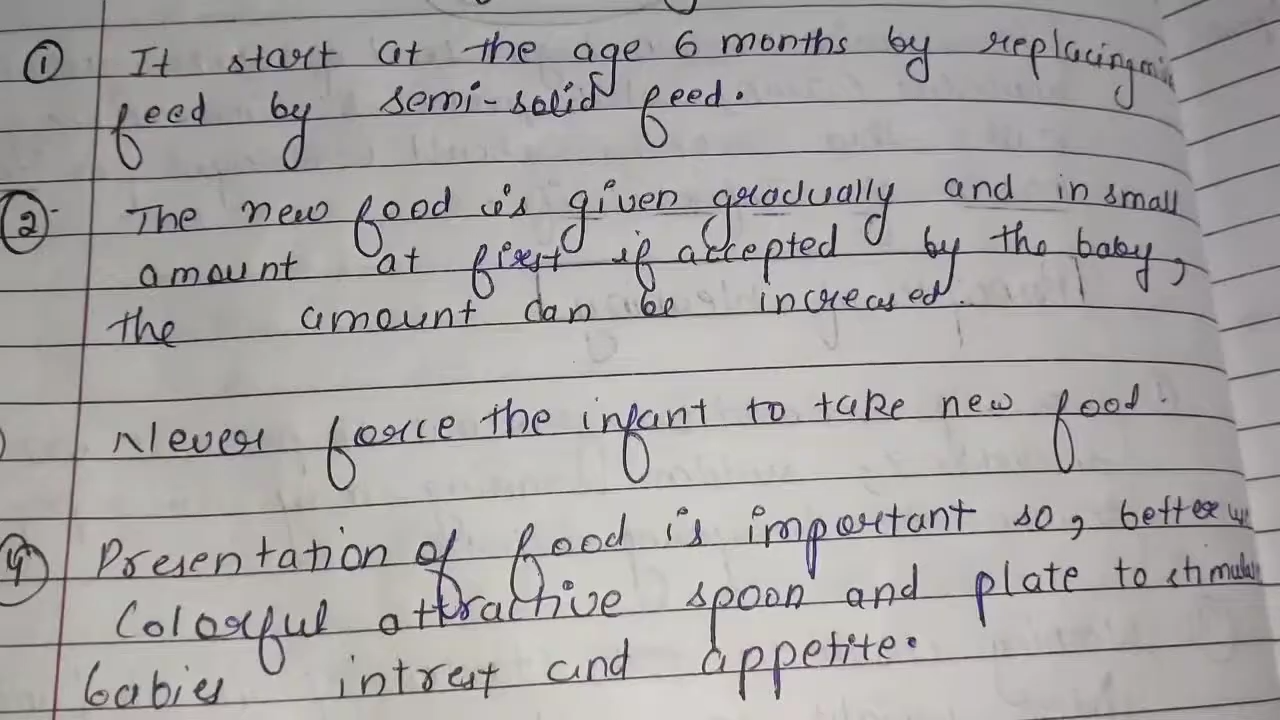 ① It start at the age 6 months by replacing
feed by semi-solid feed.
② The new food is given gradually and in small
amount at first if accepted by the baby,
the amount can be increased.
Never force the infant to take new food.
④ Presentation of food is important so, better
Colorful attractive spoon and plate to
babies intrest and appetite.